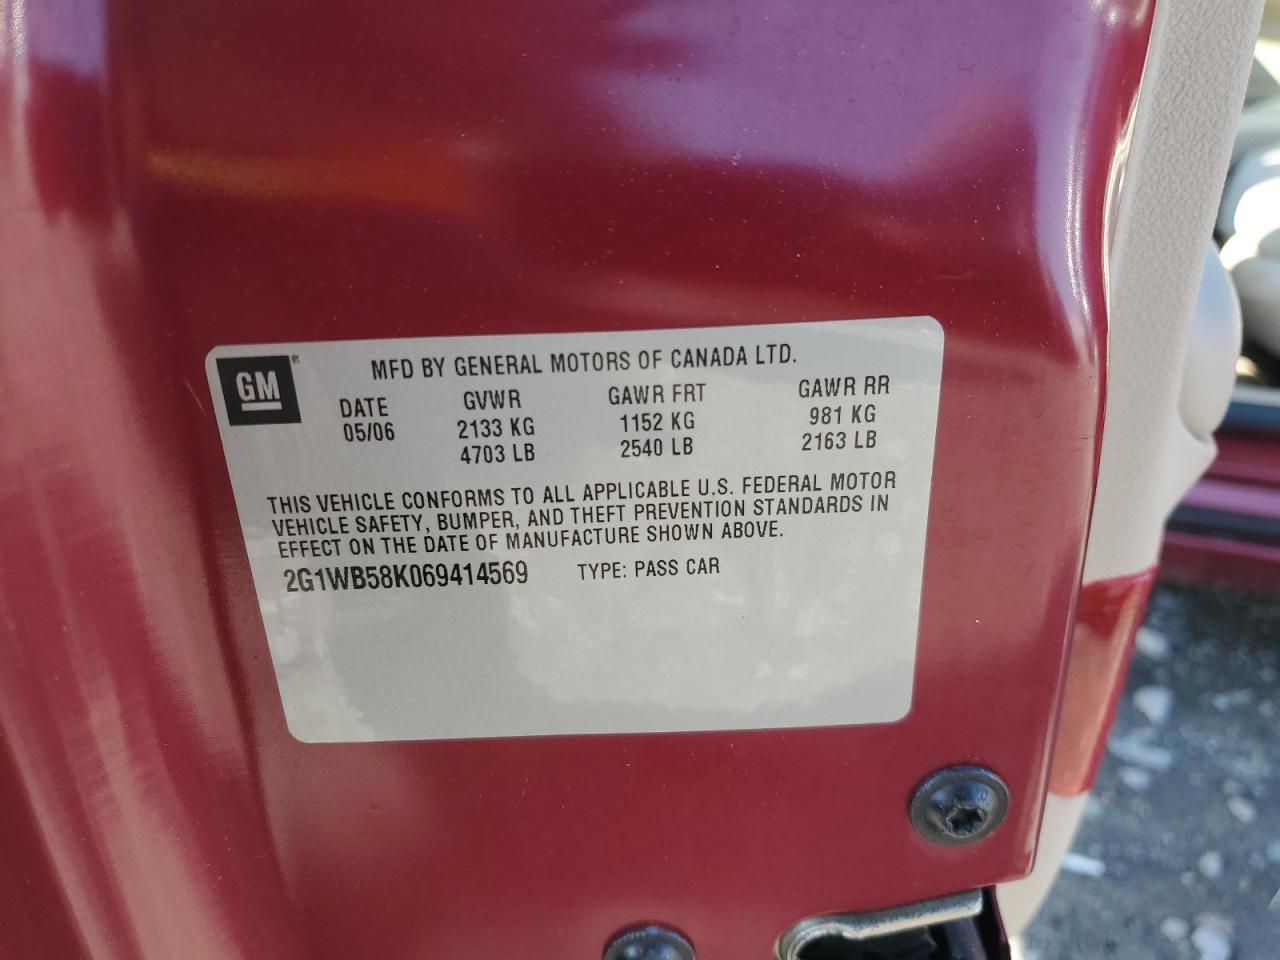 GM ®
MFD BY GENERAL MOTORS OF CANADA LTD.
DATE GVWR GAWR FRT GAWR RR
05/06 2133 KG 1152 KG 981 KG
4703 LB 2540 LB 2163 LB
THIS VEHICLE CONFORMS TO ALL APPLICABLE U.S. FEDERAL MOTOR
VEHICLE SAFETY, BUMPER, AND THEFT PREVENTION STANDARDS IN
EFFECT ON THE DATE OF MANUFACTURE SHOWN ABOVE.
2G1WB58K069414569 TYPE: PASS CAR